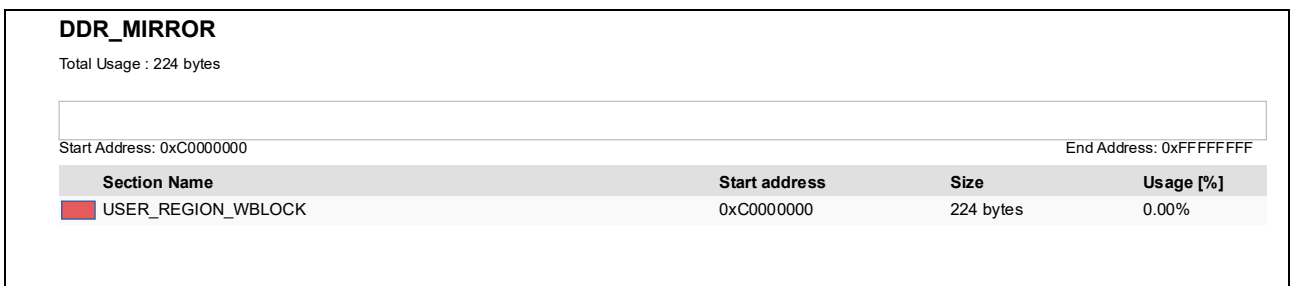 DDR_MIRROR
Total Usage : 224 bytes
Start Address: 0xC0000000 End Address: 0xFFFFFFFF
Section Name Start address Size Usage [%]
USER_REGION_WBLOCK 0xC0000000 224 bytes 0.00%